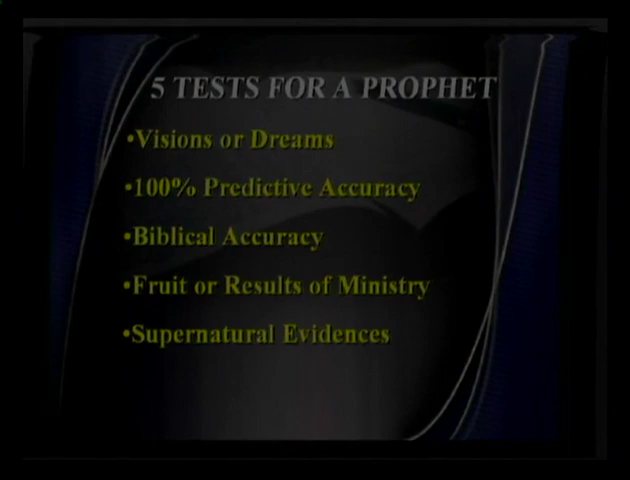 5 TESTS FOR A PROPHET
•Visions or Dreams
•100% Predictive Accuracy
•Biblical Accuracy
•Fruit or Results of Ministry
•Supernatural Evidences